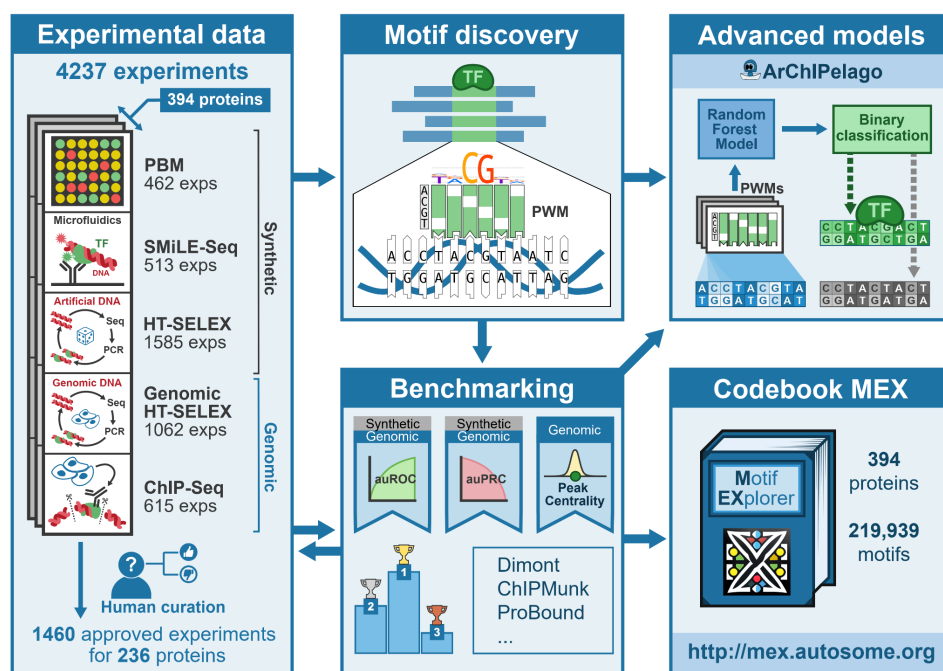 Experimental data
4237 experiments
394 proteins
PBM
462 exps
Microfluidics
TF
DNA
SMiLE-Seq
513 exps
Synthetic
Artificial DNA
Seq
PCR
HT-SELEX
1585 exps
Genomic DNA
Seq
PCR
Genomic
HT-SELEX
1062 exps
Genomic
ChIP-Seq
615 exps
?
Human curation
1460 approved experiments
for 236 proteins
Motif discovery
TF
CG
A C G T
PWM
A C C T A C G T A A T C
T G G A T G C A T T A G
Advanced models
ArChIPelago
Random
Forest
Model
Binary
classification
PWMs
A C G T
TF
A C C T A C G T A
T G G A T G C A T
C C T A C G A C T
G G A T G C T G A
C C T A C T A C T
G G A T G A T G A
Benchmarking
Synthetic
Genomic
auROC
Synthetic
Genomic
auPRC
Genomic
Peak
Centrality
1
2
3
Dimont
ChIPMunk
ProBound
...
Codebook MEX
Motif
EXplorer
394
proteins
219,939
motifs
http://mex.autosome.org